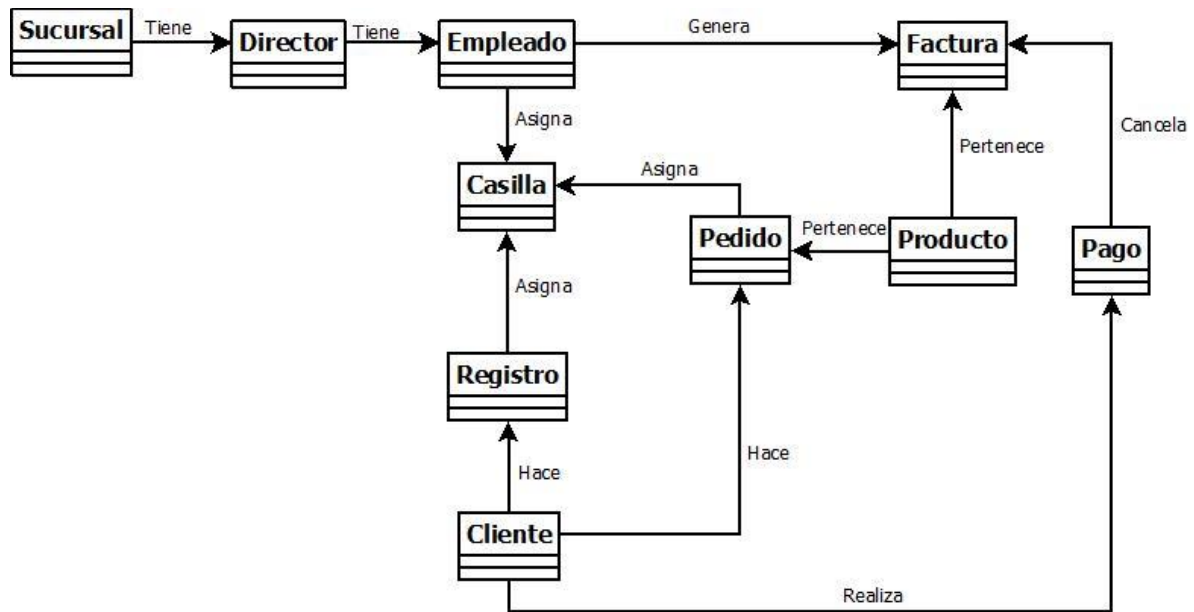 Sucursal
Tiene
Director
Tiene
Empleado
Genera
Factura
Asigna
Cancela
Pertenece
Casilla
Asigna
Pedido
Pertenece
Producto
Pago
Asigna
Registro
Hace
Hace
Cliente
Realiza